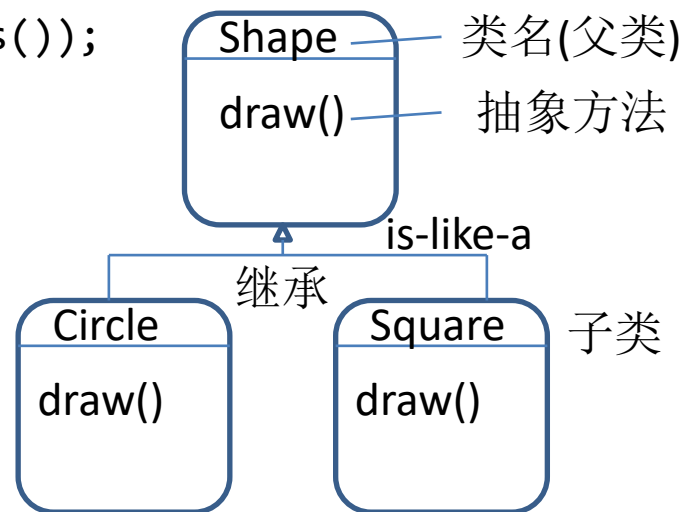 s());
Shape
类名(父类)
draw()
抽象方法
is-like-a
继承
Circle
Square
子类
draw()
draw()